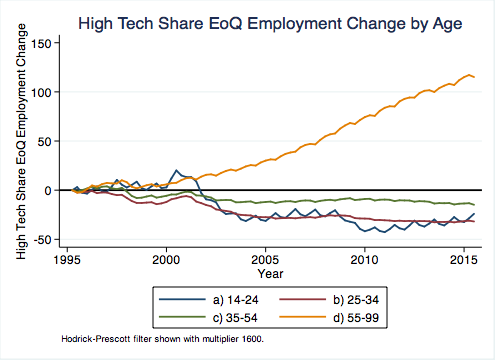 High Tech Share EoQ Employment Change by Age
High Tech Share EoQ Employment Change
150
100
50
0
-50
1995
2000
2005
2010
2015
Year
a) 14-24
b) 25-34
c) 35-54
d) 55-99
Hodrick-Prescott filter shown with multiplier 1600.